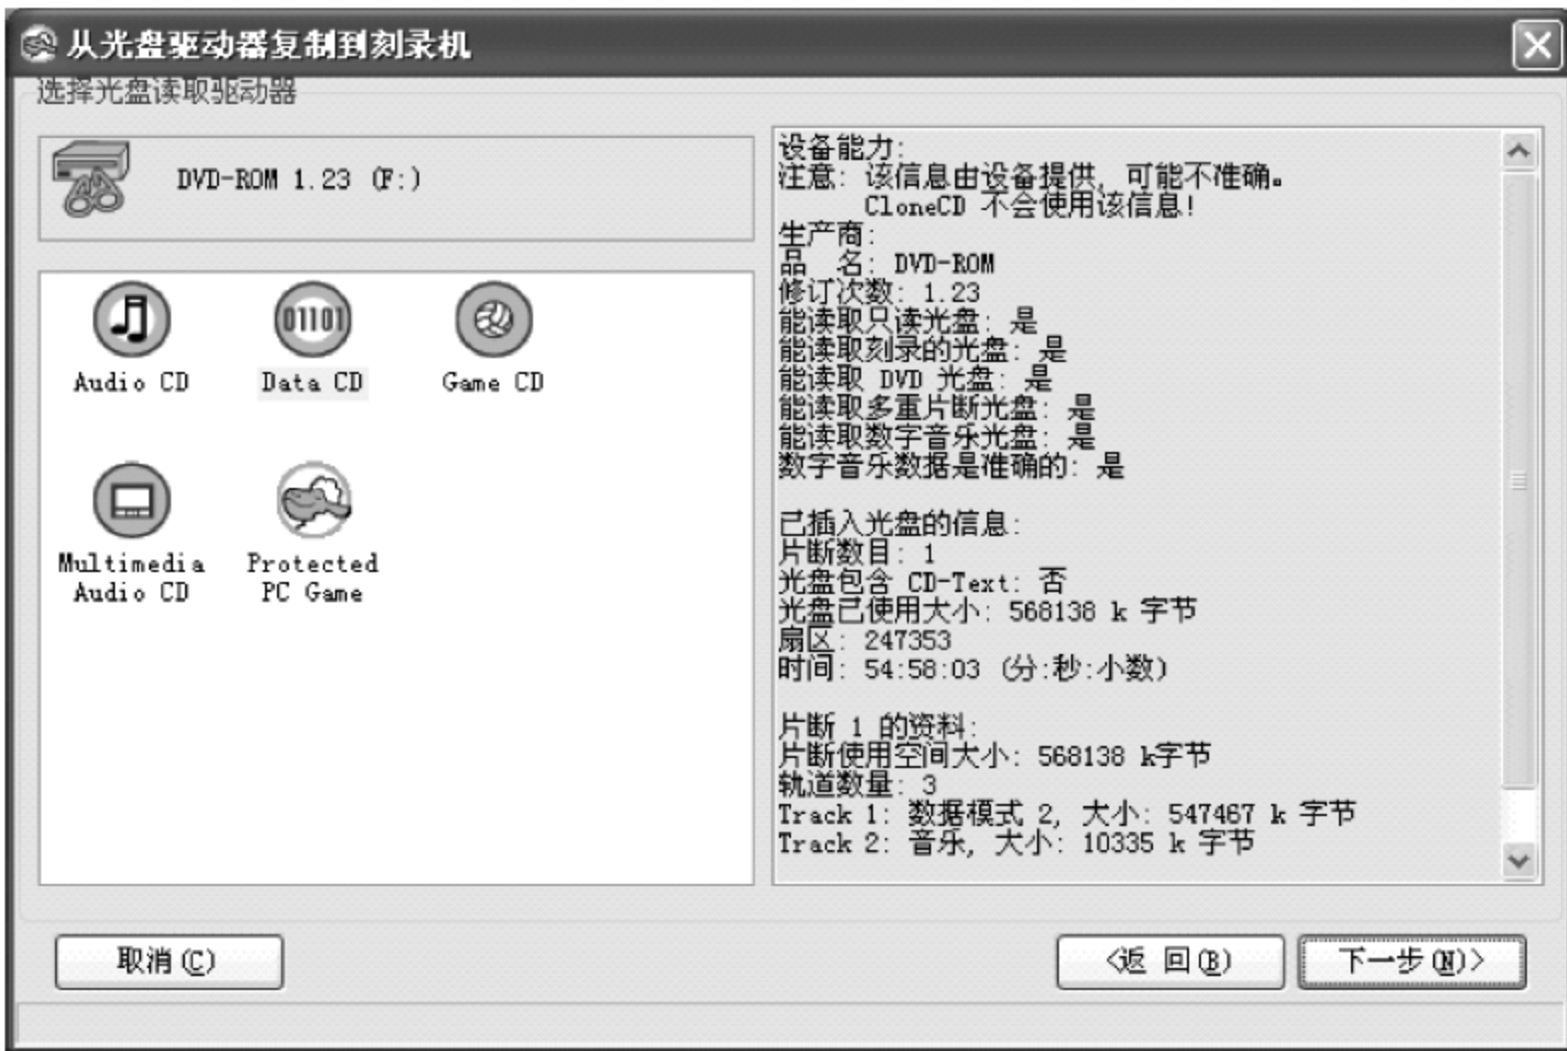 从光盘驱动器复制到刻录机
选择光盘读取驱动器
DVD-ROM 1.23 (F:)
01101
Audio CD
Data CD
Game CD
Multimedia
Audio CD
Protected
PC Game
设备能力:
注意: 该信息由设备提供, 可能不准确。
CloneCD 不会使用该信息!
生产商:
品 名: DVD-ROM
修订次数: 1.23
能读取只读光盘: 是
能读取刻录的光盘: 是
能读取 DVD 光盘: 是
能读取多重片断光盘: 是
能读取数字音乐光盘: 是
数字音乐数据是准确的: 是
已插入光盘的信息:
片断数目: 1
光盘包含 CD-Text: 否
光盘已使用大小: 568138 k 字节
扇区: 247353
时间: 54:58:03 (分:秒:小数)
片断 1 的资料:
片断使用空间大小: 568138 k字节
轨道数量: 3
Track 1: 数据模式 2, 大小: 547467 k 字节
Track 2: 音乐, 大小: 10335 k 字节
取消(C)
<返 回(B)
下一步(N)>